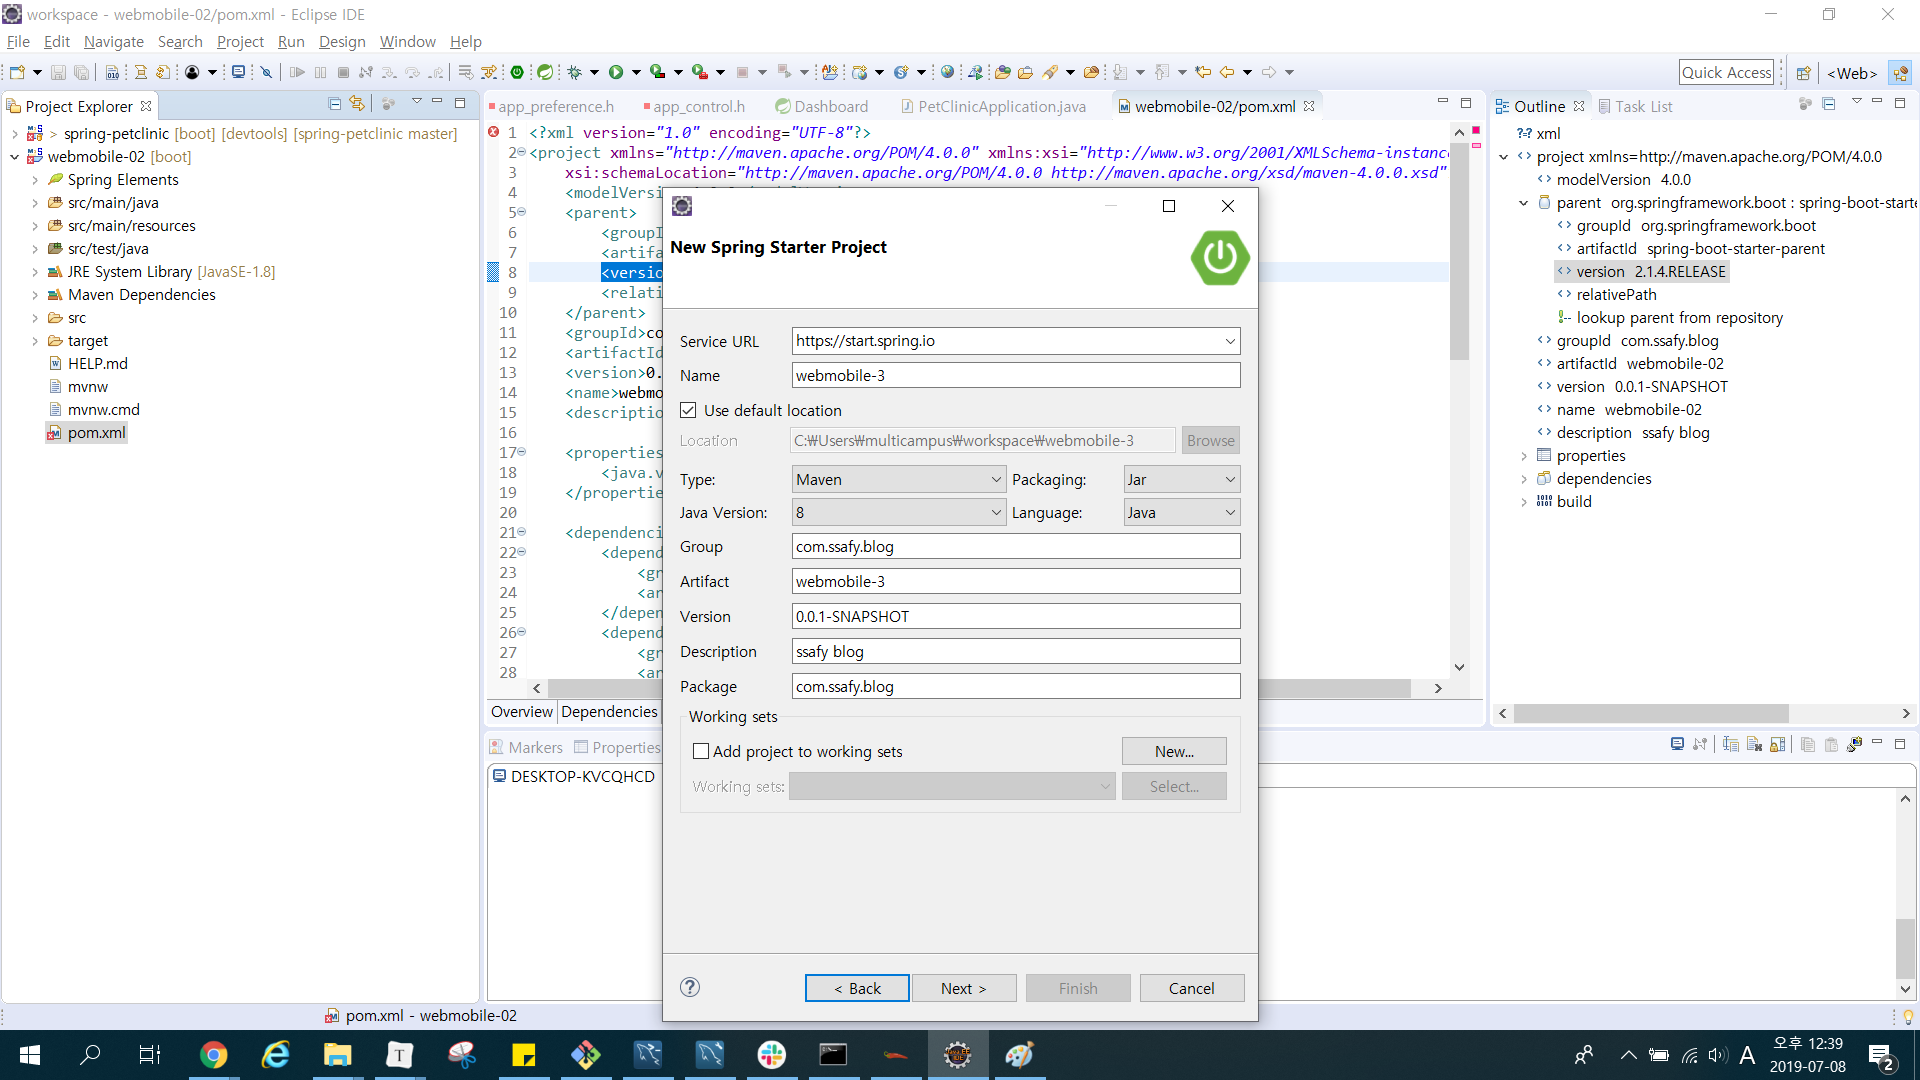 workspace - webmobile-02/pom.xml - Eclipse IDE
File Edit Navigate Search Project Run Design Window Help
Quick Access
<Web>
Project Explorer
> spring-petclinic [boot] [devtools] [spring-petclinic master]
webmobile-02 [boot]
Spring Elements
src/main/java
src/main/resources
src/test/java
JRE System Library [JavaSE-1.8]
Maven Dependencies
src
target
HELP.md
mvnw
mvnw.cmd
pom.xml
app_preference.h
app_control.h
Dashboard
PetClinicApplication.java
webmobile-02/pom.xml
1 <?xml version="1.0" encoding="UTF-8"?>
2 <project xmlns="http://maven.apache.org/POM/4.0.0" xmlns:xsi="http://www.w3.org/2001/XMLSchema-instanc
3 xsi:schemaLocation="http://maven.apache.org/POM/4.0.0 http://maven.apache.org/xsd/maven-4.0.0.xsd"
4 <modelVersi
5 <parent>
6 <groupI
7 <artifa
8 <versio
9 <relati
10 </parent>
11 <groupId>co
12 <artifactId
13 <version>0.
14 <name>webmo
15 <descriptio
16
17 <properties
18 <java.v
19 </propertie
20
21 <dependenci
22 <depend
23 <gr
24 <ar
25 </depen
26 <depend
27 <gr
28 <ar
Overview
Dependencies
New Spring Starter Project
Service URL https://start.spring.io
Name webmobile-3
Use default location
Location C:₩Users₩multicampus₩workspace₩webmobile-3 Browse
Type: Maven Packaging: Jar
Java Version: 8 Language: Java
Group com.ssafy.blog
Artifact webmobile-3
Version 0.0.1-SNAPSHOT
Description ssafy blog
Package com.ssafy.blog
Working sets
Add project to working sets New...
Working sets: Select...
? < Back Next > Finish Cancel
Outline
Task List
xml
project xmlns=http://maven.apache.org/POM/4.0.0
modelVersion 4.0.0
parent org.springframework.boot : spring-boot-starte
groupId org.springframework.boot
artifactId spring-boot-starter-parent
version 2.1.4.RELEASE
relativePath
lookup parent from repository
groupId com.ssafy.blog
artifactId webmobile-02
version 0.0.1-SNAPSHOT
name webmobile-02
description ssafy blog
properties
dependencies
build
Markers
Properties
DESKTOP-KVCQHCD
pom.xml - webmobile-02
A
오후 12:39
2019-07-08
2